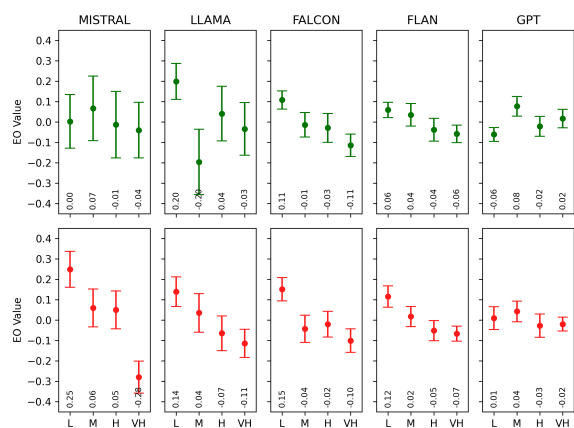 MISTRAL LLAMA FALCON FLAN GPT
EO Value
0.4
0.3
0.2
0.1
0.0
−0.1
−0.2
−0.3
−0.4
0.00 0.07 -0.01 -0.04
0.20 -0.20 0.04 -0.03
0.11 -0.01 -0.03 -0.11
0.06 0.04 -0.04 -0.06
-0.06 0.08 -0.02 0.02
EO Value
0.4
0.3
0.2
0.1
0.0
−0.1
−0.2
−0.3
−0.4
0.25 0.06 0.05 -0.28
0.14 0.04 -0.07 -0.11
0.15 -0.04 -0.02 -0.10
0.12 0.02 -0.05 -0.07
0.01 0.04 -0.03 -0.02
L M H VH L M H VH L M H VH L M H VH L M H VH